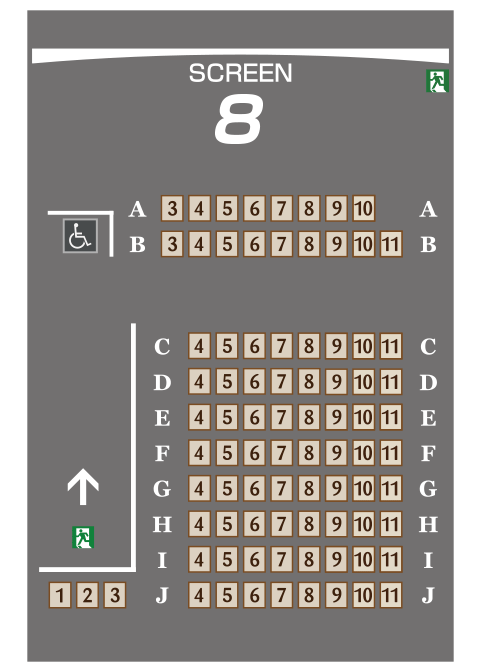 SCREEN
8
A 3 4 5 6 7 8 9 10 A
B 3 4 5 6 7 8 9 10 11 B
C 4 5 6 7 8 9 10 11 C
D 4 5 6 7 8 9 10 11 D
E 4 5 6 7 8 9 10 11 E
F 4 5 6 7 8 9 10 11 F
G 4 5 6 7 8 9 10 11 G
H 4 5 6 7 8 9 10 11 H
I 4 5 6 7 8 9 10 11 I
1 2 3 J 4 5 6 7 8 9 10 11 J